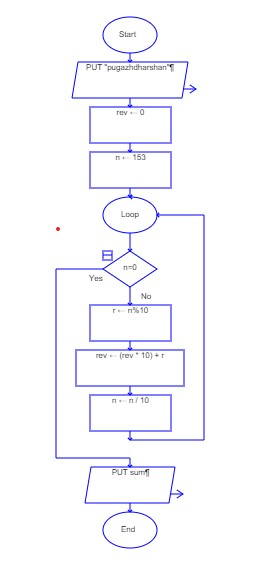 Start
PUT "pugazhdharshan"¶
rev ← 0
n ← 153
Loop
n=0
Yes
No
r ← n%10
rev ← (rev * 10) + r
n ← n / 10
PUT sum¶
End